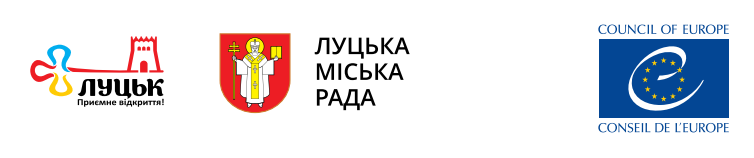 ЛУЦЬК
Приємне відкриття!
ЛУЦЬКА
МІСЬКА
РАДА
COUNCIL OF EUROPE
CONSEIL DE L'EUROPE